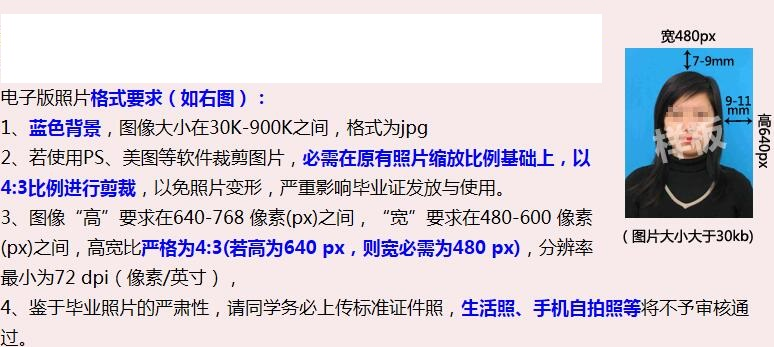 电子版照片格式要求（如右图）:
1、蓝色背景，图像大小在30K-900K之间，格式为jpg
2、若使用PS、美图等软件裁剪图片，必需在原有照片缩放比例基础上，以
4:3比例进行剪裁，以免照片变形，严重影响毕业证发放与使用。
3、图像“高”要求在640-768 像素(px)之间，“宽”要求在480-600 像素
(px)之间，高宽比严格为4:3(若高为640 px，则宽必需为480 px)，分辨率
最小为72 dpi（像素/英寸），
4、鉴于毕业照片的严肃性，请同学务必上传标准证件照，生活照、手机自拍照等将不予审核通
过。
宽480px
7-9mm
9-11
mm
高640px
样板
（图片大小大于30kb)